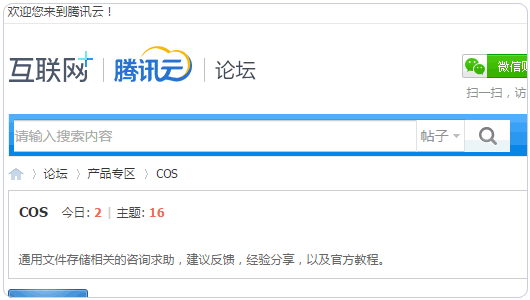 欢迎您来到腾讯云！
互联网+ 腾讯云 论坛
微信
扫一扫，访
请输入搜索内容 帖子
论坛 > 产品专区 > COS
COS 今日: 2 | 主题: 16
通用文件存储相关的咨询求助，建议反馈，经验分享，以及官方教程。